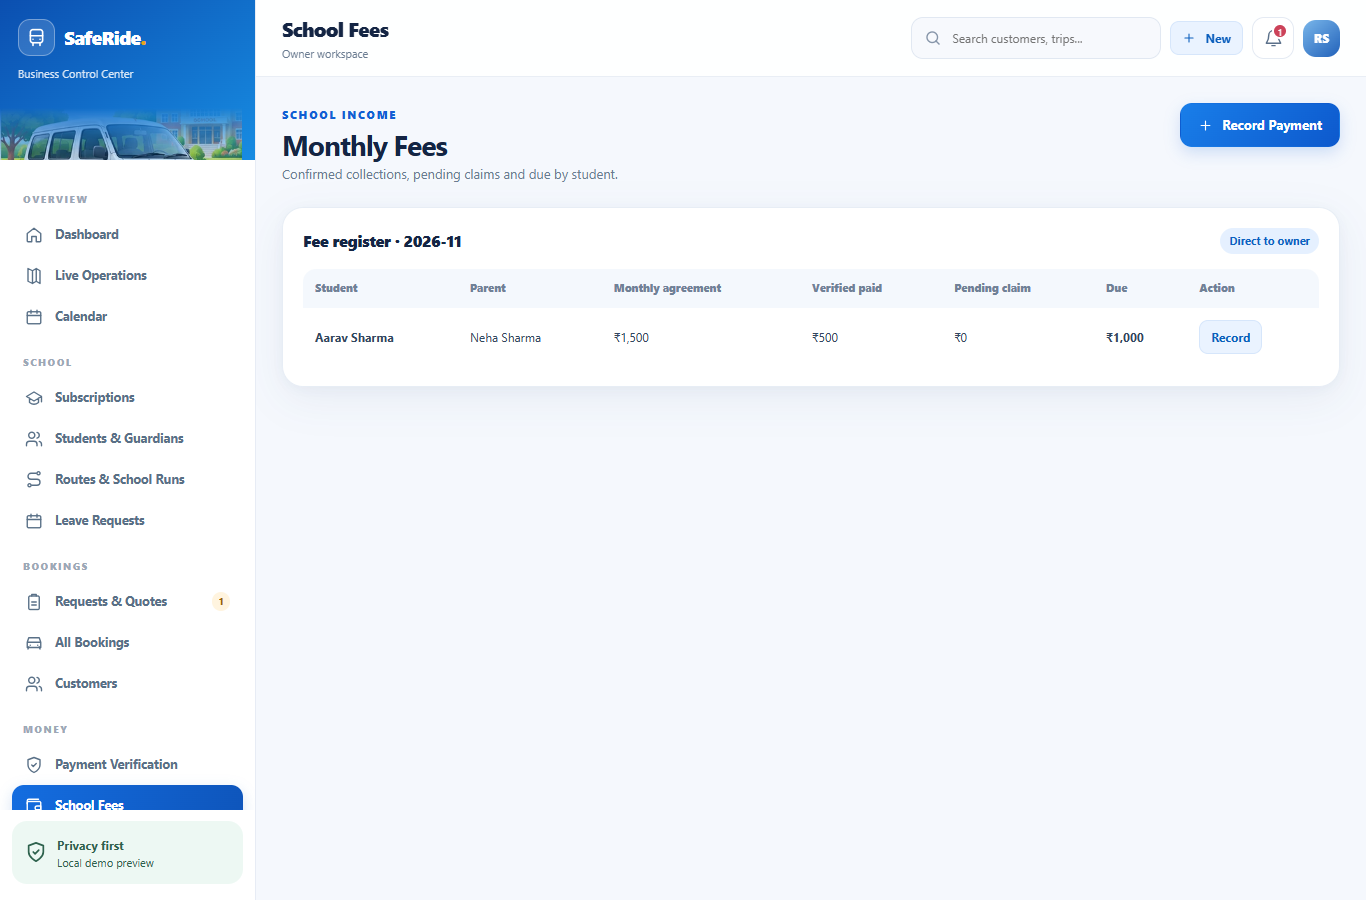 SafeRide.
Business Control Center
OVERVIEW
Dashboard
Live Operations
Calendar
SCHOOL
Subscriptions
Students & Guardians
Routes & School Runs
Leave Requests
BOOKINGS
Requests & Quotes 1
All Bookings
Customers
MONEY
Payment Verification
School Fees
Privacy first
Local demo preview
School Fees
Owner workspace
Search customers, trips...
+ New
1
RS
SCHOOL INCOME
Monthly Fees
Confirmed collections, pending claims and due by student.
+ Record Payment
Fee register · 2026-11
Direct to owner
Student Parent Monthly agreement Verified paid Pending claim Due Action
Aarav Sharma Neha Sharma ₹1,500 ₹500 ₹0 ₹1,000 Record